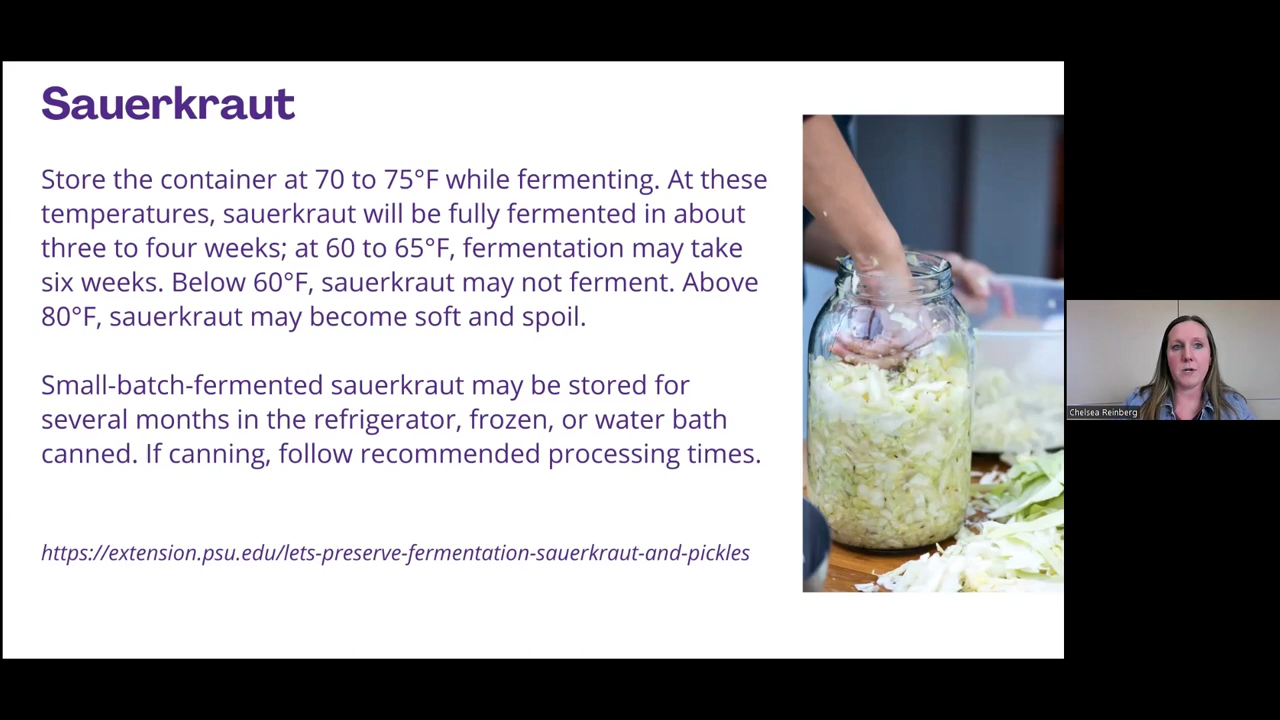 Sauerkraut
Store the container at 70 to 75°F while fermenting. At these
temperatures, sauerkraut will be fully fermented in about
three to four weeks; at 60 to 65°F, fermentation may take
six weeks. Below 60°F, sauerkraut may not ferment. Above
80°F, sauerkraut may become soft and spoil.
Small-batch-fermented sauerkraut may be stored for
several months in the refrigerator, frozen, or water bath
canned. If canning, follow recommended processing times.
https://extension.psu.edu/lets-preserve-fermentation-sauerkraut-and-pickles
Chelsea Reinberg